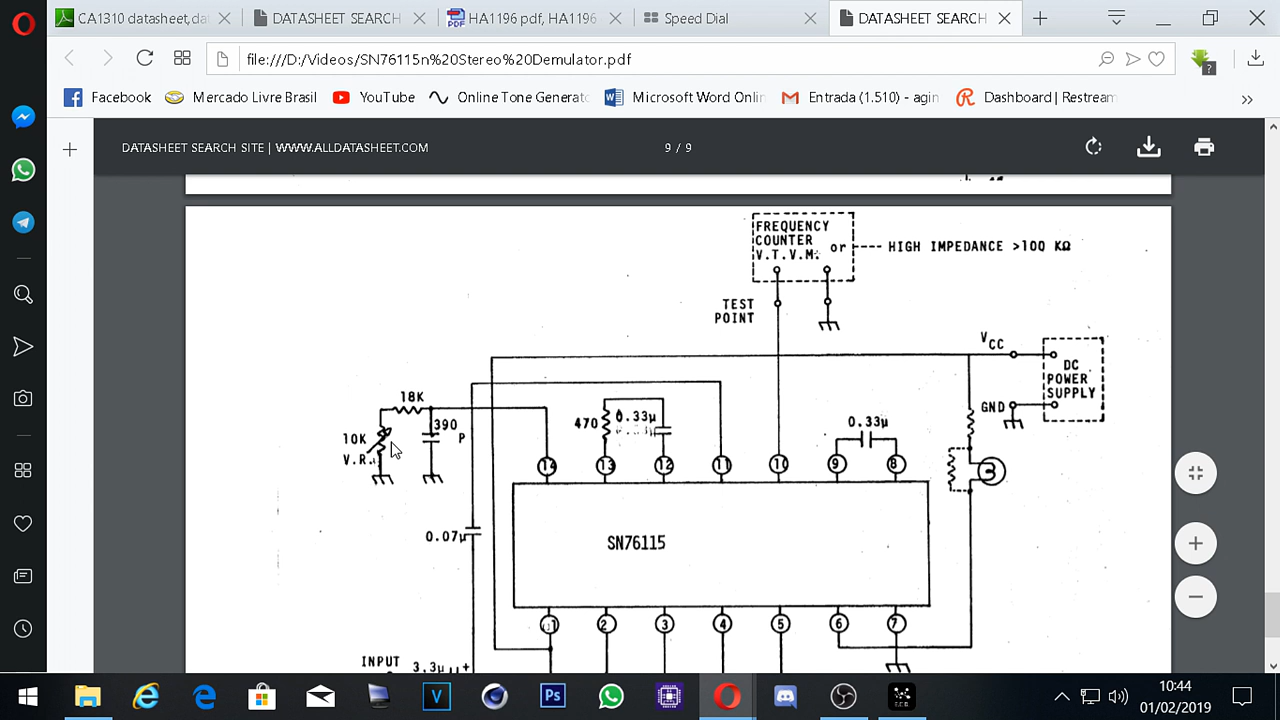 CA1310 datasheet,da
DATASHEET SEARCH
HA1196 pdf, HA1196
Speed Dial
DATASHEET SEARCH
file:///D:/Videos/SN76115n%20Stereo%20Demulator.pdf
Facebook
Mercado Livre Brasil
YouTube
Online Tone Generato
Microsoft Word Onlin
Entrada (1.510) - agin
Dashboard | Restream
DATASHEET SEARCH SITE | WWW.ALLDATASHEET.COM
9 / 9
FREQUENCY
COUNTER or
V.T.V.M.
HIGH IMPEDANCE >100 KΩ
TEST
POINT
VCC
DC
POWER
SUPPLY
GND
18K
390
P
10K
V.R.
470
0.33µ
0.33µ
14
13
12
11
10
9
8
0.07µ
SN76115
1
2
3
4
5
6
7
INPUT
3.3µ
+
10:44
01/02/2019